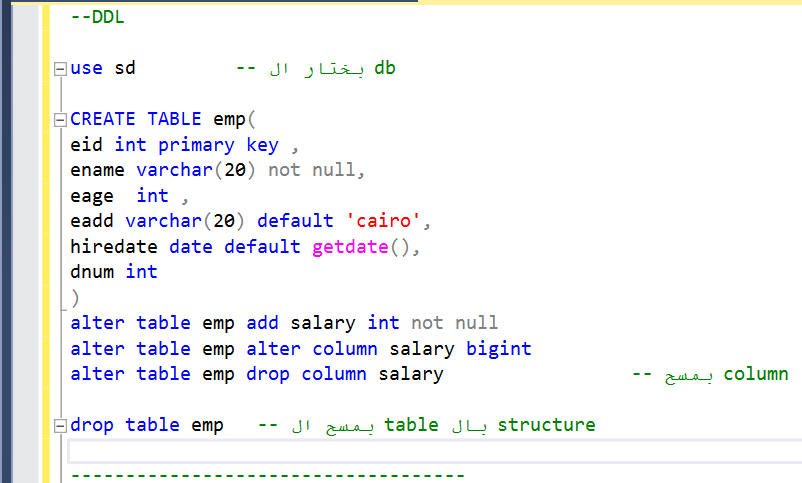 --DDL
use sd -- بختار ال db
CREATE TABLE emp(
eid int primary key ,
ename varchar(20) not null,
eage int ,
eadd varchar(20) default 'cairo',
hiredate date default getdate(),
dnum int
)
alter table emp add salary int not null
alter table emp alter column salary bigint
alter table emp drop column salary -- بمسح column
drop table emp -- بمسح ال table بال structure
------------------------------------